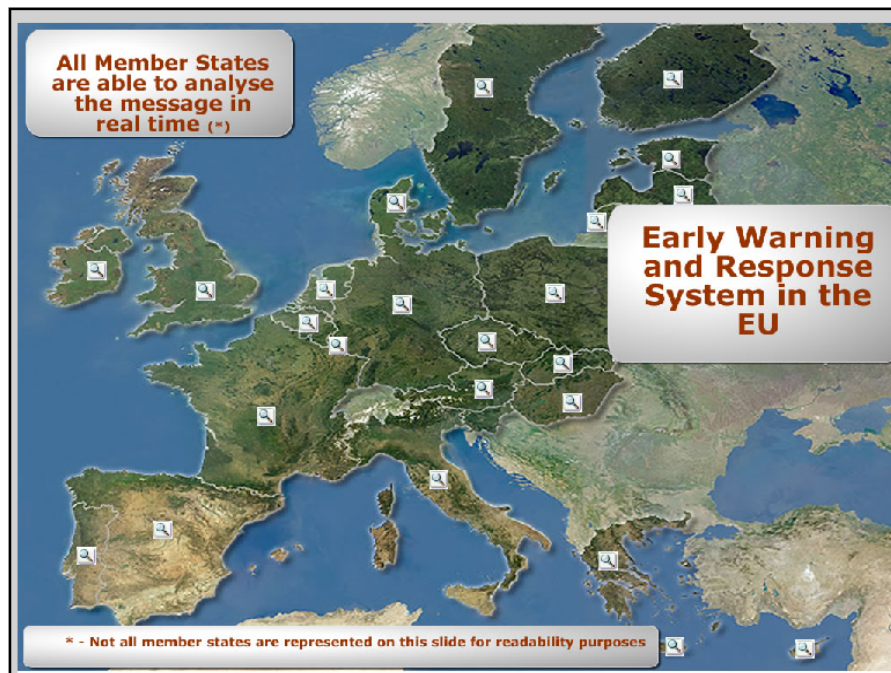 All Member States
are able to analyse
the message in
real time (*)
Early Warning
and Response
System in the
EU
* - Not all member states are represented on this slide for readability purposes